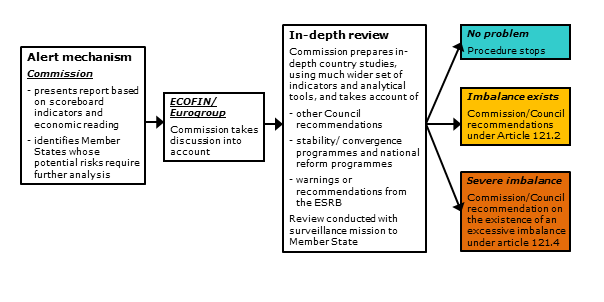 Alert mechanism
Commission
- presents report based
on scoreboard
indicators and
economic reading
- identifies Member
States whose
potential risks require
further analysis
ECOFIN/
Eurogroup
Commission takes
discussion into
account
In-depth review
Commission prepares in-
depth country studies,
using much wider set of
indicators and analytical
tools, and takes account of
- other Council
recommendations
- stability/ convergence
programmes and national
reform programmes
- warnings or
recommendations from
the ESRB
Review conducted with
surveillance mission to
Member State
No problem
Procedure stops
Imbalance exists
Commission/Council
recommendations
under Article 121.2
Severe imbalance
Commission/Council
recommendation on
the existence of an
excessive imbalance
under article 121.4